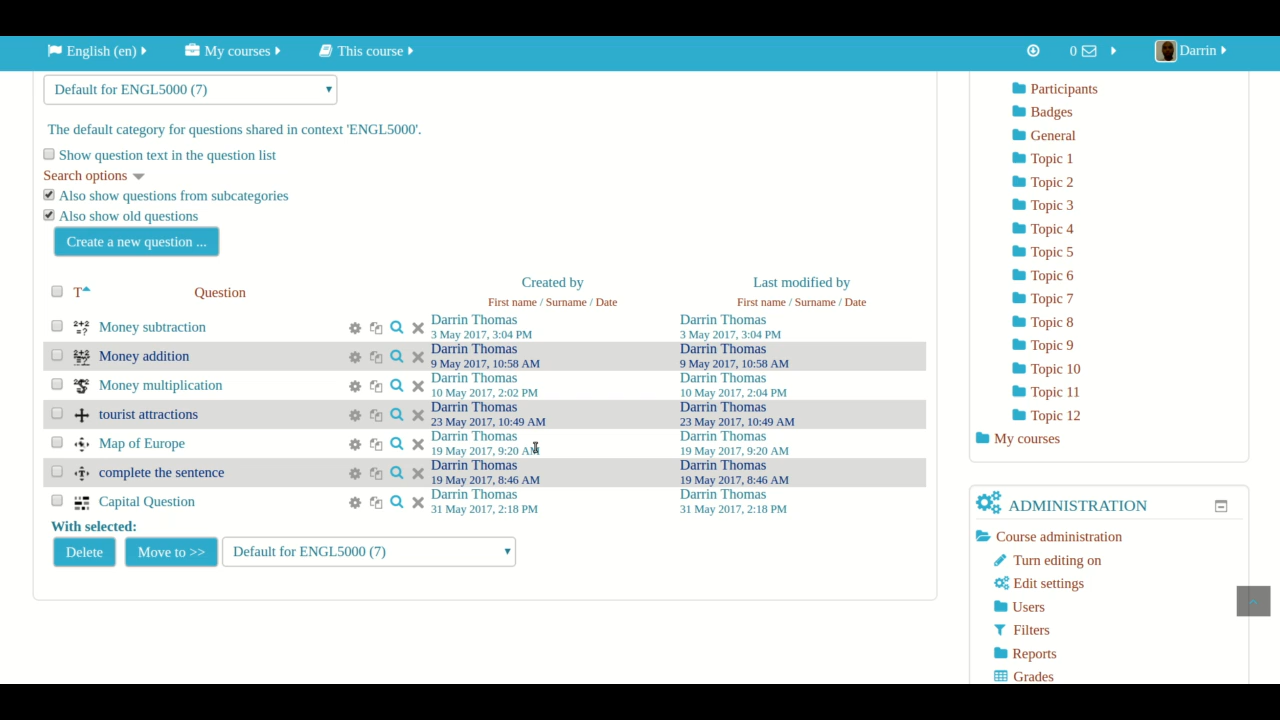 English (en) My courses This course 0 Darrin
Default for ENGL5000 (7)
The default category for questions shared in context 'ENGL5000'.
Show question text in the question list
Search options
Also show questions from subcategories
Also show old questions
Create a new question ...
T Question Created by Last modified by
First name / Surname / Date First name / Surname / Date
Money subtraction Darrin Thomas Darrin Thomas
3 May 2017, 3:04 PM 3 May 2017, 3:04 PM
Money addition Darrin Thomas Darrin Thomas
9 May 2017, 10:58 AM 9 May 2017, 10:58 AM
Money multiplication Darrin Thomas Darrin Thomas
10 May 2017, 2:02 PM 10 May 2017, 2:04 PM
tourist attractions Darrin Thomas Darrin Thomas
23 May 2017, 10:49 AM 23 May 2017, 10:49 AM
Map of Europe Darrin Thomas Darrin Thomas
19 May 2017, 9:20 AM 19 May 2017, 9:20 AM
complete the sentence Darrin Thomas Darrin Thomas
19 May 2017, 8:46 AM 19 May 2017, 8:46 AM
Capital Question Darrin Thomas Darrin Thomas
31 May 2017, 2:18 PM 31 May 2017, 2:18 PM
With selected:
Delete Move to >> Default for ENGL5000 (7)
Participants
Badges
General
Topic 1
Topic 2
Topic 3
Topic 4
Topic 5
Topic 6
Topic 7
Topic 8
Topic 9
Topic 10
Topic 11
Topic 12
My courses
ADMINISTRATION
Course administration
Turn editing on
Edit settings
Users
Filters
Reports
Grades